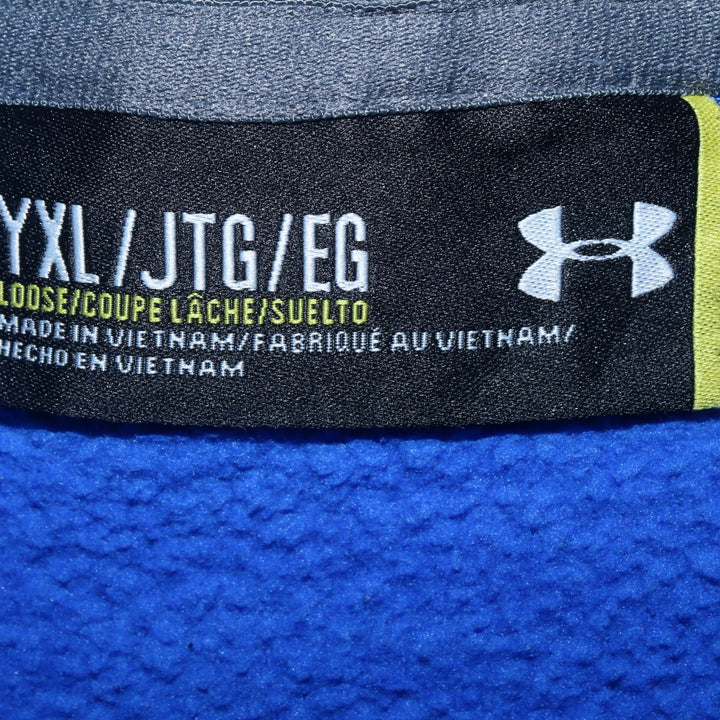 YXL/JTG/EG
LOOSE/COUPE LÂCHE/SUELTO
MADE IN VIETNAM/FABRIQUÉ AU VIETNAM/
HECHO EN VIETNAM